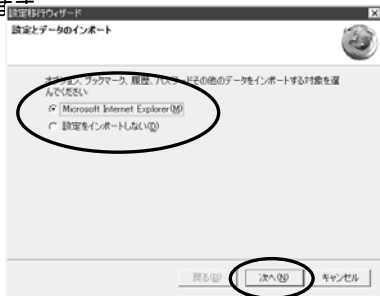 ます
設定移行ウィザード
設定とデータのインポート
オプション、ブックマーク、履歴、パスワードその他のデータをインポートする対象を選
んでください:
Microsoft Internet Explorer(M)
設定をインポートしない(D)
戻る(B)
次へ(N)
キャンセル